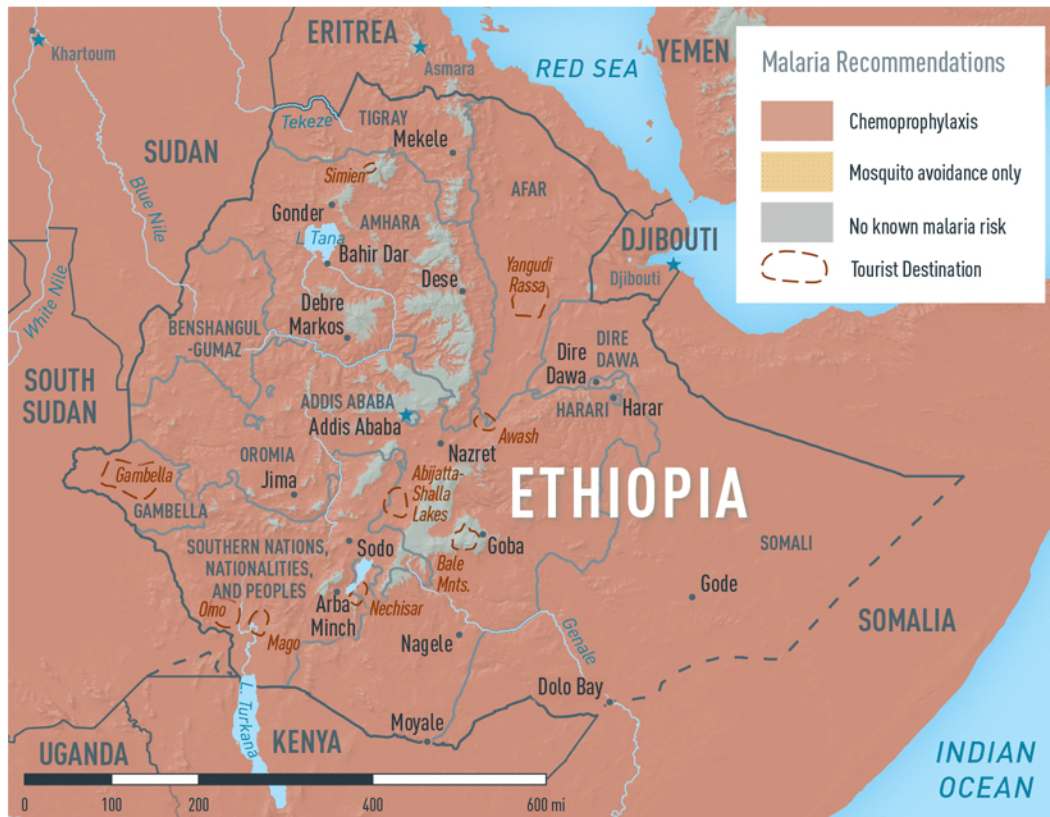 ERITREA
YEMEN
Khartoum
Asmara
RED SEA
Malaria Recommendations
Chemoprophylaxis
Mosquito avoidance only
No known malaria risk
Tourist Destination
Tekeze
TIGRAY
Mekele
SUDAN
Simien
AFAR
Blue Nile
Gonder
AMHARA
L. Tana
Bahir Dar
DJIBOUTI
Djibouti
Dese
Yangudi
Rassa
White Nile
Debre
Markos
BENSHANGUL
-GUMAZ
DIRE
DAWA
Dire
Dawa
SOUTH
SUDAN
ADDIS ABABA
Addis Ababa
HARARI
Harar
Awash
Nazret
OROMIA
Jima
Gambella
GAMBELLA
Abijatta-
Shalla
Lakes
ETHIOPIA
SOUTHERN NATIONS,
NATIONALITIES,
AND PEOPLES
Sodo
Goba
Bale
Mnts.
SOMALI
Gode
Omo
Mago
Arba
Minch
Nechisar
Nagele
Genale
SOMALIA
Dolo Bay
L. Turkana
Moyale
UGANDA
KENYA
INDIAN
OCEAN
0 100 200 400 600 mi